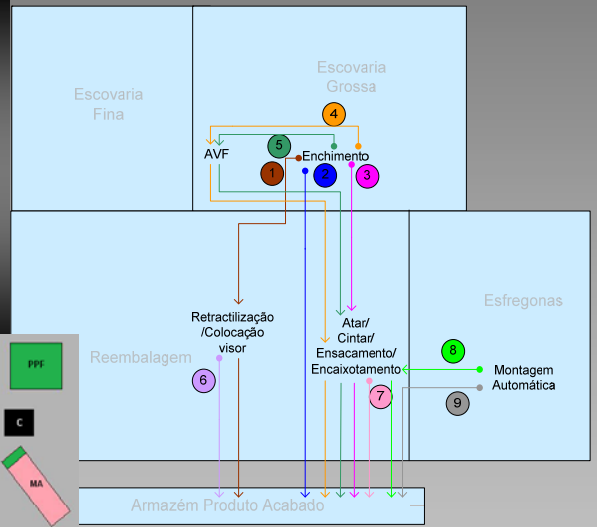 Escovaria
Fina
Escovaria
Grossa
4
5
AVF
Enchimento
1
2
3
Retractilização
/Colocação
visor
Atar/
Cintar/
Ensacamento/
Encaixotamento
Esfregonas
Reembalagem
6
7
8
Montagem
Automática
9
PPF
C
MA
Armazém Produto Acabado